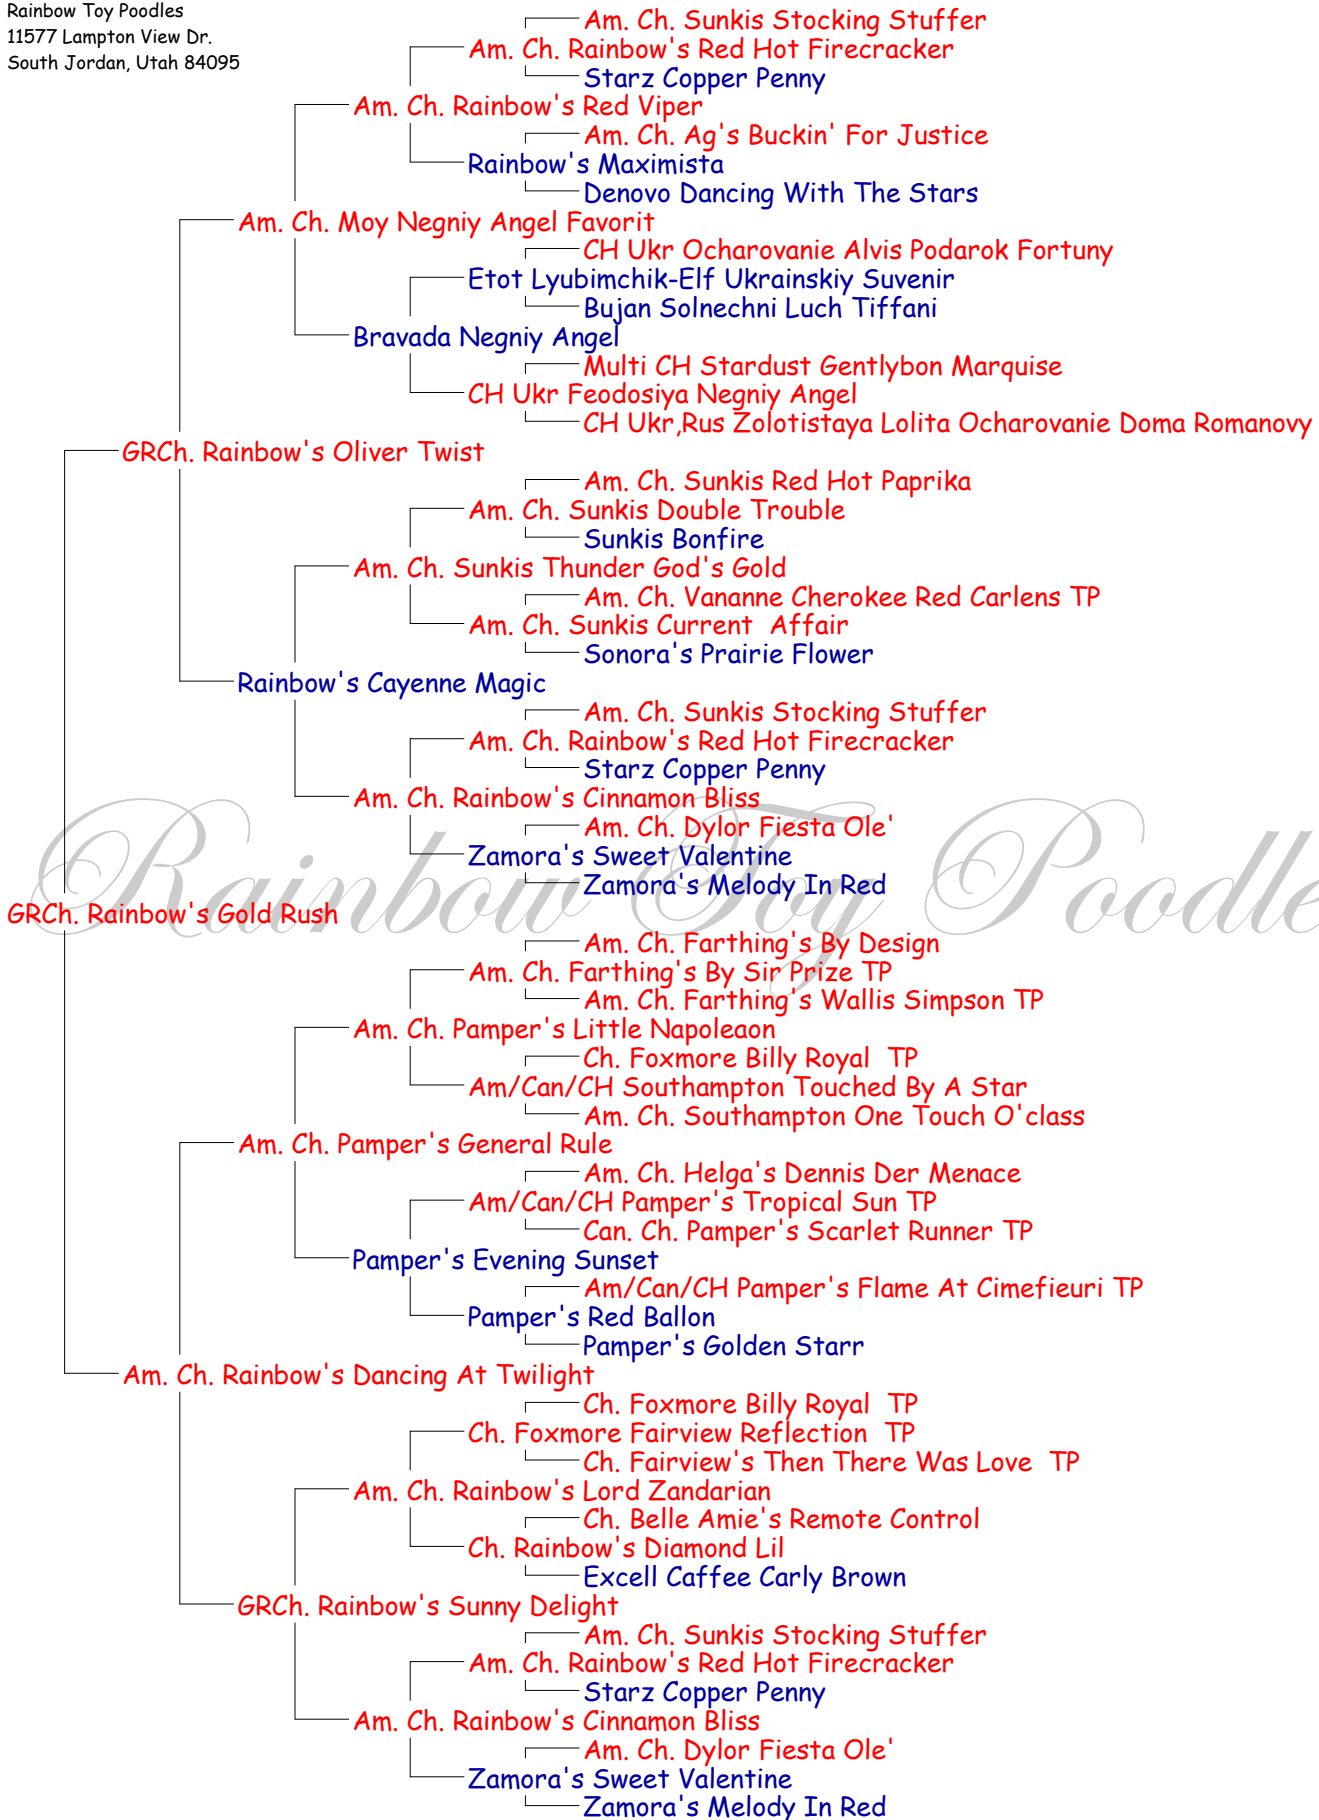 Rainbow Toy Poodles
11577 Lampton View Dr.
South Jordan, Utah 84095
Am. Ch. Sunkis Stocking Stuffer
Am. Ch. Rainbow's Red Hot Firecracker
Starz Copper Penny
Am. Ch. Rainbow's Red Viper
Am. Ch. Ag's Buckin' For Justice
Rainbow's Maximista
Denovo Dancing With The Stars
Am. Ch. Moy Negniy Angel Favorit
CH Ukr Ocharovanie Alvis Podarok Fortuny
Etot Lyubimchik-Elf Ukrainskiy Suvenir
Bujan Solnechni Luch Tiffani
Bravada Negniy Angel
Multi CH Stardust Gentlybon Marquise
CH Ukr Feodosiya Negniy Angel
CH Ukr,Rus Zolotistaya Lolita Ocharovanie Doma Romanovy
GRCh. Rainbow's Oliver Twist
Am. Ch. Sunkis Red Hot Paprika
Am. Ch. Sunkis Double Trouble
Sunkis Bonfire
Am. Ch. Sunkis Thunder God's Gold
Am. Ch. Vananne Cherokee Red Carlens TP
Am. Ch. Sunkis Current  Affair
Sonora's Prairie Flower
Rainbow's Cayenne Magic
Am. Ch. Sunkis Stocking Stuffer
Am. Ch. Rainbow's Red Hot Firecracker
Starz Copper Penny
Am. Ch. Rainbow's Cinnamon Bliss
Am. Ch. Dylor Fiesta Ole'
Zamora's Sweet Valentine
Zamora's Melody In Red
Rainbow Toy Poodle
GRCh. Rainbow's Gold Rush
Am. Ch. Farthing's By Design
Am. Ch. Farthing's By Sir Prize TP
Am. Ch. Farthing's Wallis Simpson TP
Am. Ch. Pamper's Little Napoleaon
Ch. Foxmore Billy Royal  TP
Am/Can/CH Southampton Touched By A Star
Am. Ch. Southampton One Touch O'class
Am. Ch. Pamper's General Rule
Am. Ch. Helga's Dennis Der Menace
Am/Can/CH Pamper's Tropical Sun TP
Can. Ch. Pamper's Scarlet Runner TP
Pamper's Evening Sunset
Am/Can/CH Pamper's Flame At Cimefieuri TP
Pamper's Red Ballon
Pamper's Golden Starr
Am. Ch. Rainbow's Dancing At Twilight
Ch. Foxmore Billy Royal  TP
Ch. Foxmore Fairview Reflection  TP
Ch. Fairview's Then There Was Love  TP
Am. Ch. Rainbow's Lord Zandarian
Ch. Belle Amie's Remote Control
Ch. Rainbow's Diamond Lil
Excell Caffee Carly Brown
GRCh. Rainbow's Sunny Delight
Am. Ch. Sunkis Stocking Stuffer
Am. Ch. Rainbow's Red Hot Firecracker
Starz Copper Penny
Am. Ch. Rainbow's Cinnamon Bliss
Am. Ch. Dylor Fiesta Ole'
Zamora's Sweet Valentine
Zamora's Melody In Red